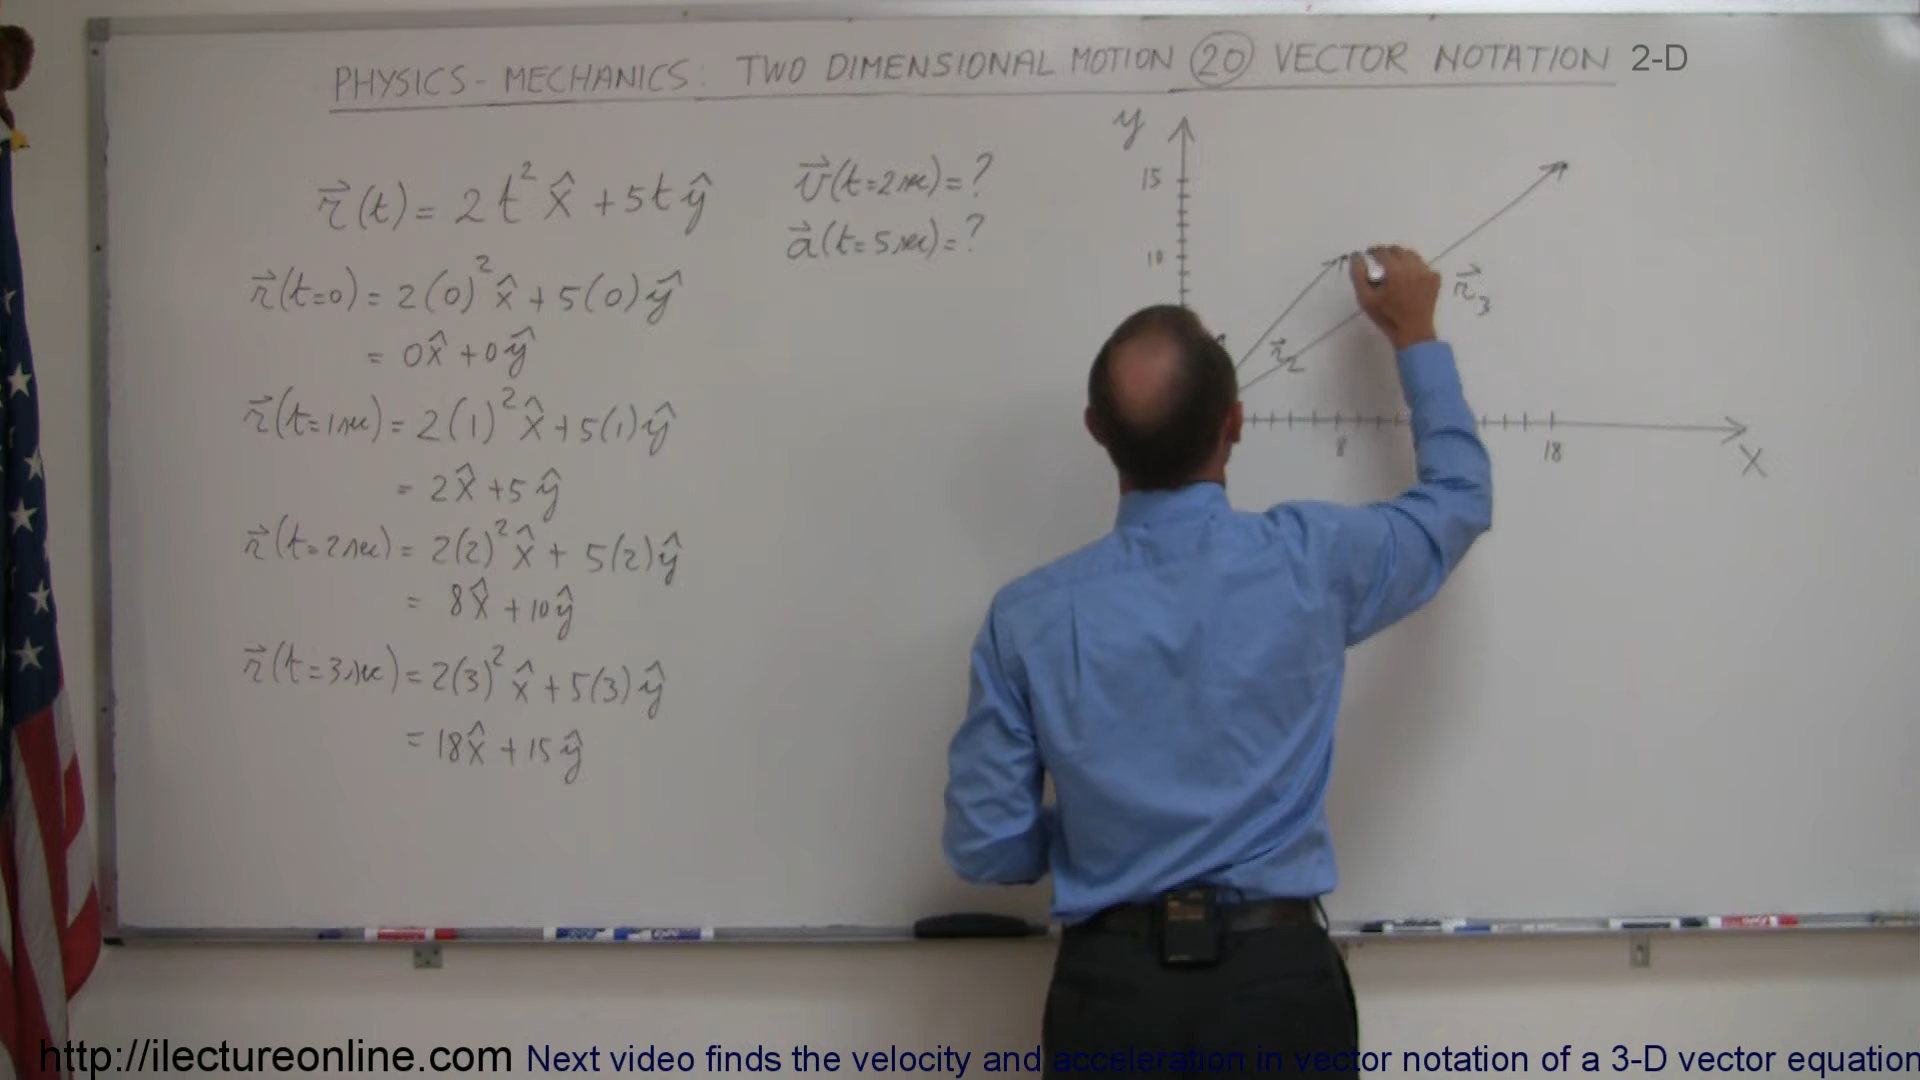 PHYSICS - MECHANICS: TWO DIMENSIONAL MOTION 20 VECTOR NOTATION 2-D
r⃗(t) = 2t² x̂ + 5t ŷ
r⃗(t=0) = 2(0)² x̂ + 5(0) ŷ
= 0x̂ + 0ŷ
r⃗(t=1sec) = 2(1)² x̂ + 5(1) ŷ
= 2x̂ + 5ŷ
r⃗(t=2sec) = 2(2)² x̂ + 5(2) ŷ
= 8x̂ + 10ŷ
r⃗(t=3sec) = 2(3)² x̂ + 5(3) ŷ
= 18x̂ + 15ŷ
v⃗(t=2sec) = ?
a⃗(t=5sec) = ?
y
15
10
r⃗₃
r⃗₂
8
18
X
http://ilectureonline.com Next video finds the velocity and acceleration in vector notation of a 3-D vector equation